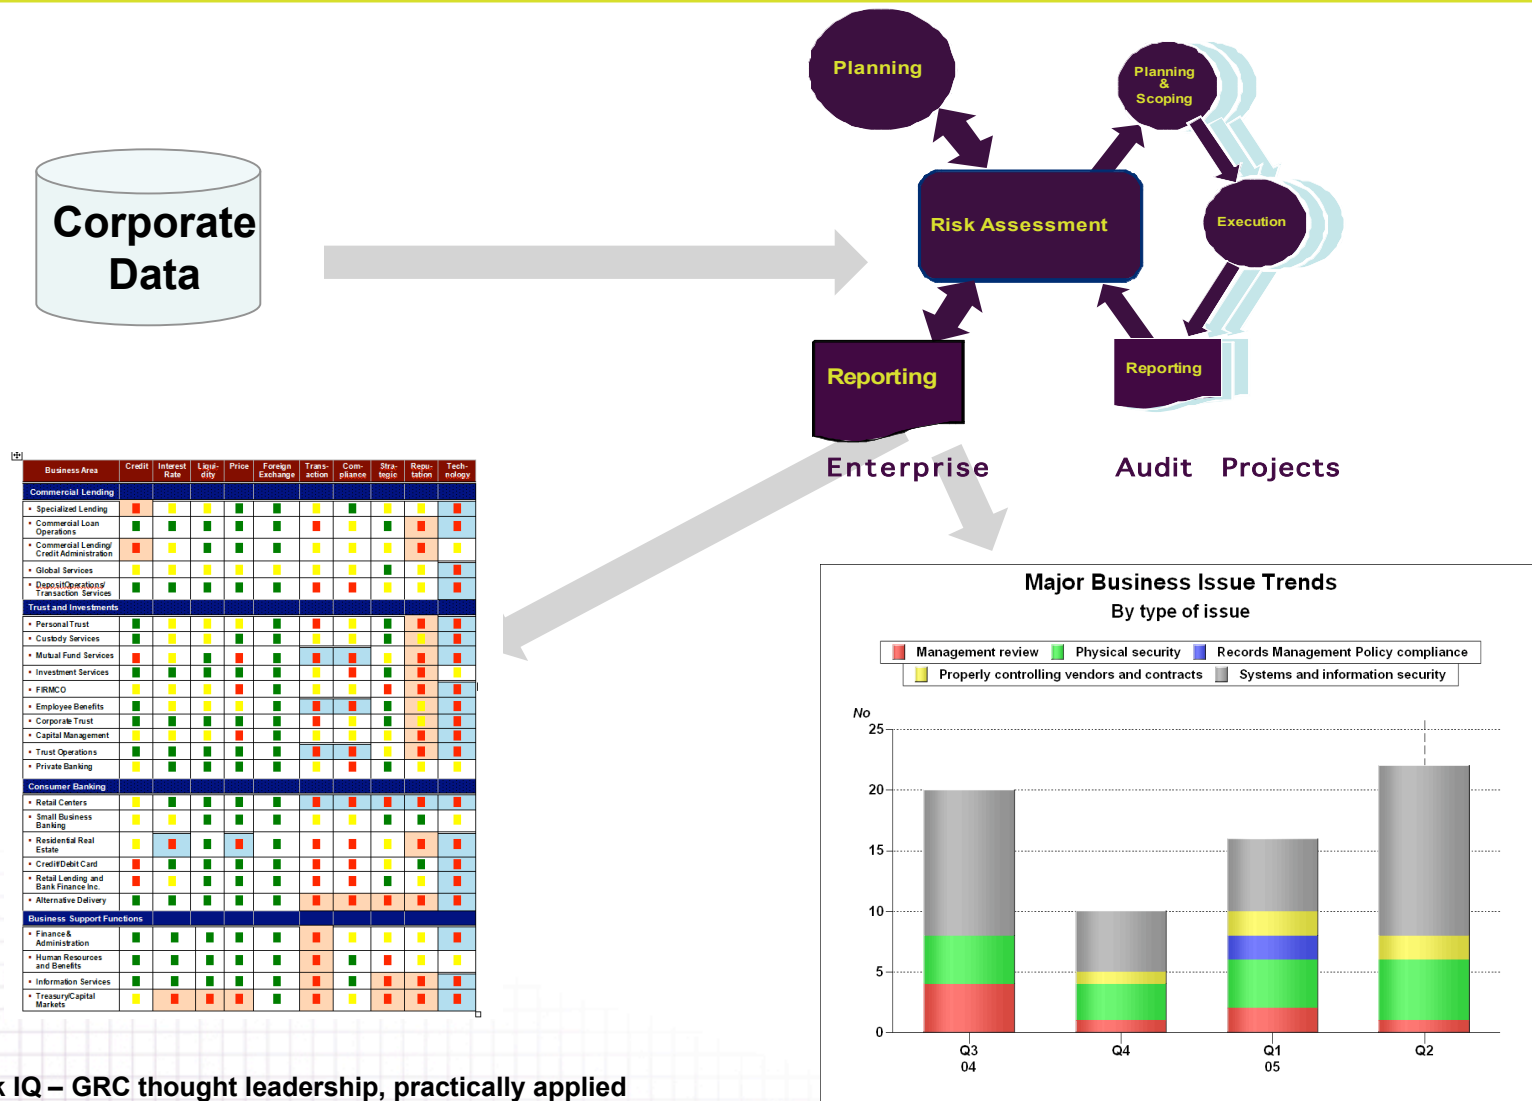 Planning
Planning
&
Scoping
Corporate
Data
Risk Assessment
Execution
Reporting
Reporting
Enterprise
Audit Projects
Business Area Credit Interest Rate Liqui-dity Price Foreign Exchange Trans-action Com-pliance Stra-tegic Repu-tation Tech-nology
Commercial Lending
• Specialized Lending
• Commercial Loan
Operations
• Commercial Lending/
Credit Administration
• Global Services
• DepositOperations/
Transaction Services
Trust and Investments
• Personal Trust
• Custody Services
• Mutual Fund Services
• Investment Services
• FIRMCO
• Employee Benefits
• Corporate Trust
• Capital Management
• Trust Operations
• Private Banking
Consumer Banking
• Retail Centers
• Small Business
Banking
• Residential Real
Estate
• Credit/Debit Card
• Retail Lending and
Bank Finance Inc.
• Alternative Delivery
Business Support Functions
• Finance &
Administration
• Human Resources
and Benefits
• Information Services
• Treasury/Capital
Markets
Major Business Issue Trends
By type of issue
Management review Physical security Records Management Policy compliance
Properly controlling vendors and contracts Systems and information security
No
25
20
15
10
5
0
Q3 Q4 Q1 Q2
04 05
IQ – GRC thought leadership, practically applied